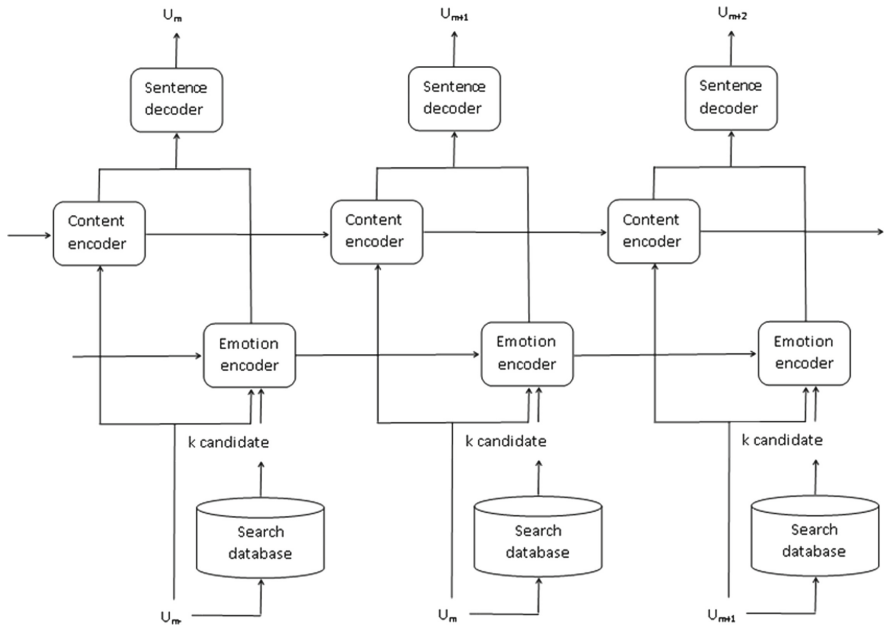 Um
Um+1
Um+2
Sentence
decoder
Sentence
decoder
Sentence
decoder
Content
encoder
Content
encoder
Content
encoder
Emotion
encoder
Emotion
encoder
Emotion
encoder
k candidate
k candidate
k candidate
Search
database
Search
database
Search
database
Um-
Um
Um+1